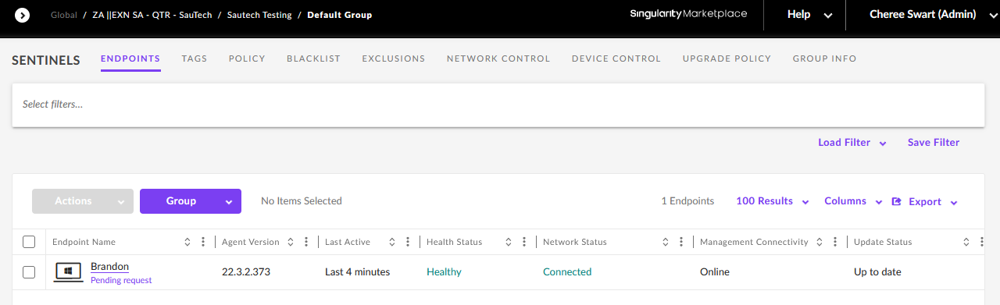 Global / ZA ||EXN SA - QTR - SauTech / Sautech Testing / Default Group
Singularity Marketplace
Help
Cheree Swart (Admin)
SENTINELS ENDPOINTS TAGS POLICY BLACKLIST EXCLUSIONS NETWORK CONTROL DEVICE CONTROL UPGRADE POLICY GROUP INFO
Select filters...
Load Filter Save Filter
Actions Group No Items Selected 1 Endpoints 100 Results Columns Export
Endpoint Name Agent Version Last Active Health Status Network Status Management Connectivity Update Status
Brandon 22.3.2.373 Last 4 minutes Healthy Connected Online Up to date
Pending request